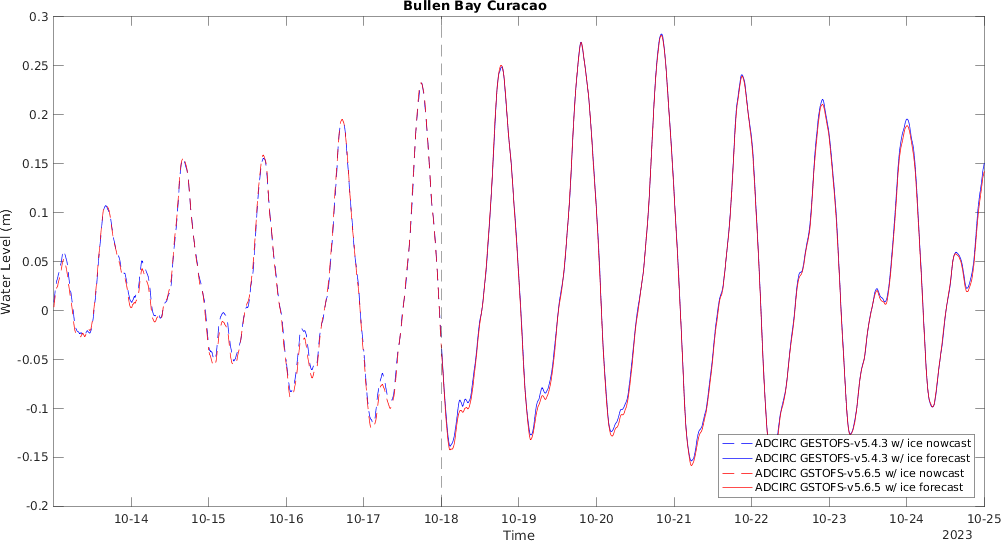 Bullen Bay Curacao
0.3
0.25
0.2
0.15
0.1
0.05
0
-0.05
-0.1
-0.15
-0.2
Water Level (m)
ADCIRC GESTOFS-v5.4.3 w/ ice nowcast
ADCIRC GESTOFS-v5.4.3 w/ ice forecast
ADCIRC GSTOFS-v5.6.5 w/ ice nowcast
ADCIRC GSTOFS-v5.6.5 w/ ice forecast
10-14 10-15 10-16 10-17 10-18 10-19 10-20 10-21 10-22 10-23 10-24 10-25
Time
2023